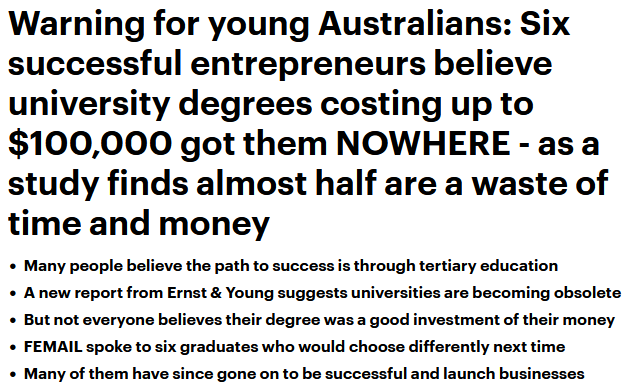 Warning for young Australians: Six
successful entrepreneurs believe
university degrees costing up to
$100,000 got them NOWHERE - as a
study finds almost half are a waste of
time and money
• Many people believe the path to success is through tertiary education
• A new report from Ernst & Young suggests universities are becoming obsolete
• But not everyone believes their degree was a good investment of their money
• FEMAIL spoke to six graduates who would choose differently next time
• Many of them have since gone on to be successful and launch businesses